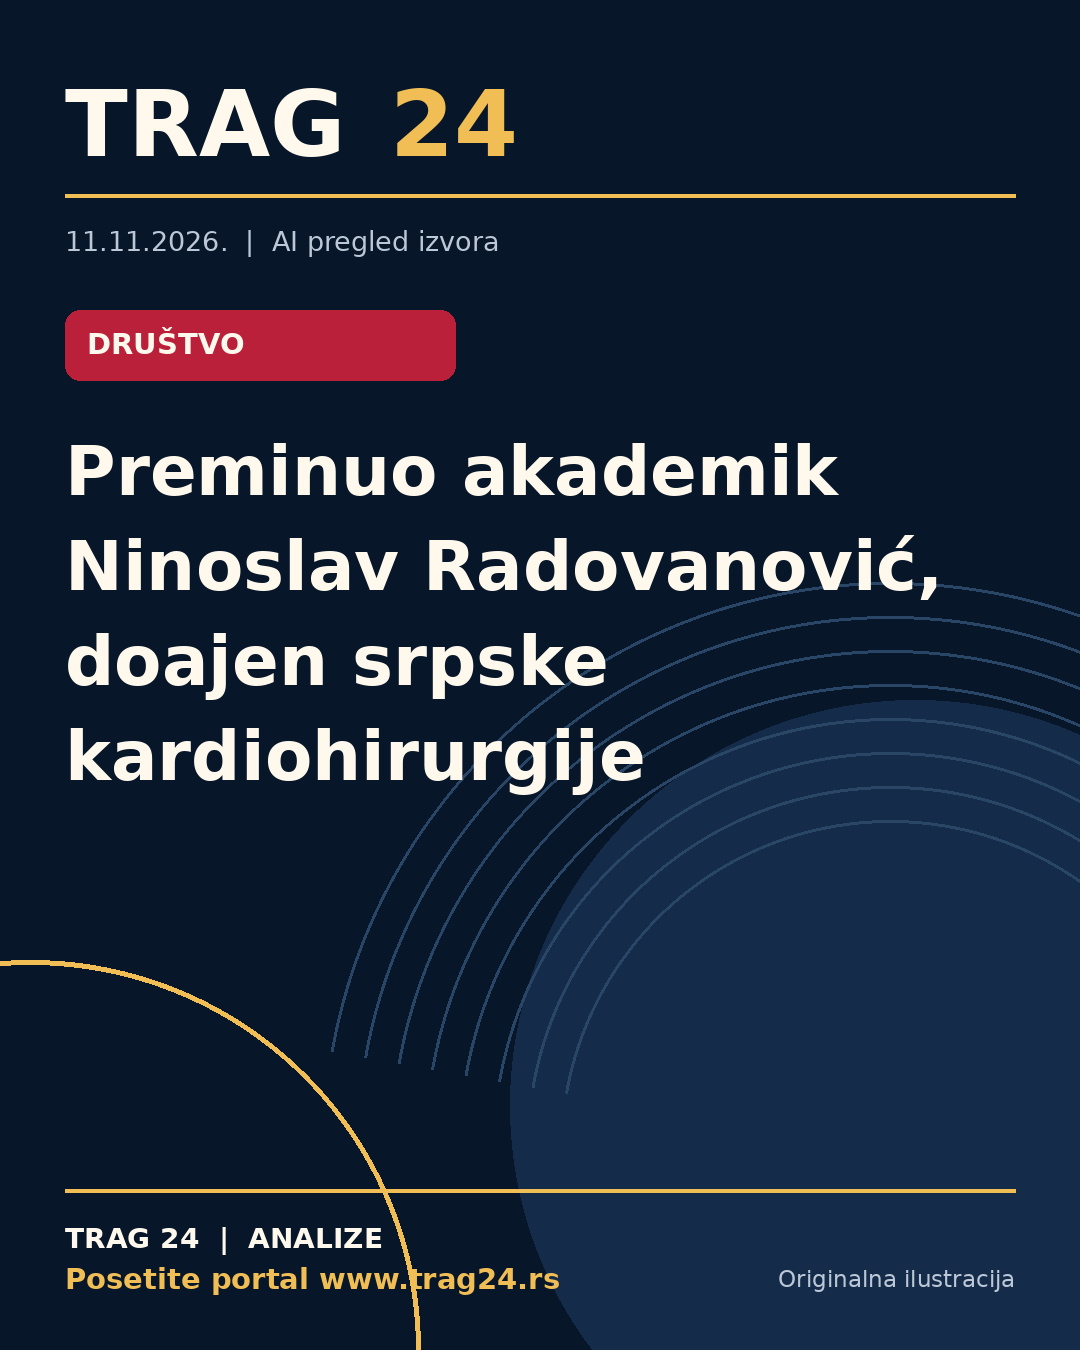 TRAG 24
11.11.2026. | AI pregled izvora
DRUŠTVO
Preminuo akademik
Ninoslav Radovanović,
doajen srpske
kardiohirurgije
TRAG 24 | ANALIZE
Posetite portal www.trag24.rs
Originalna ilustracija